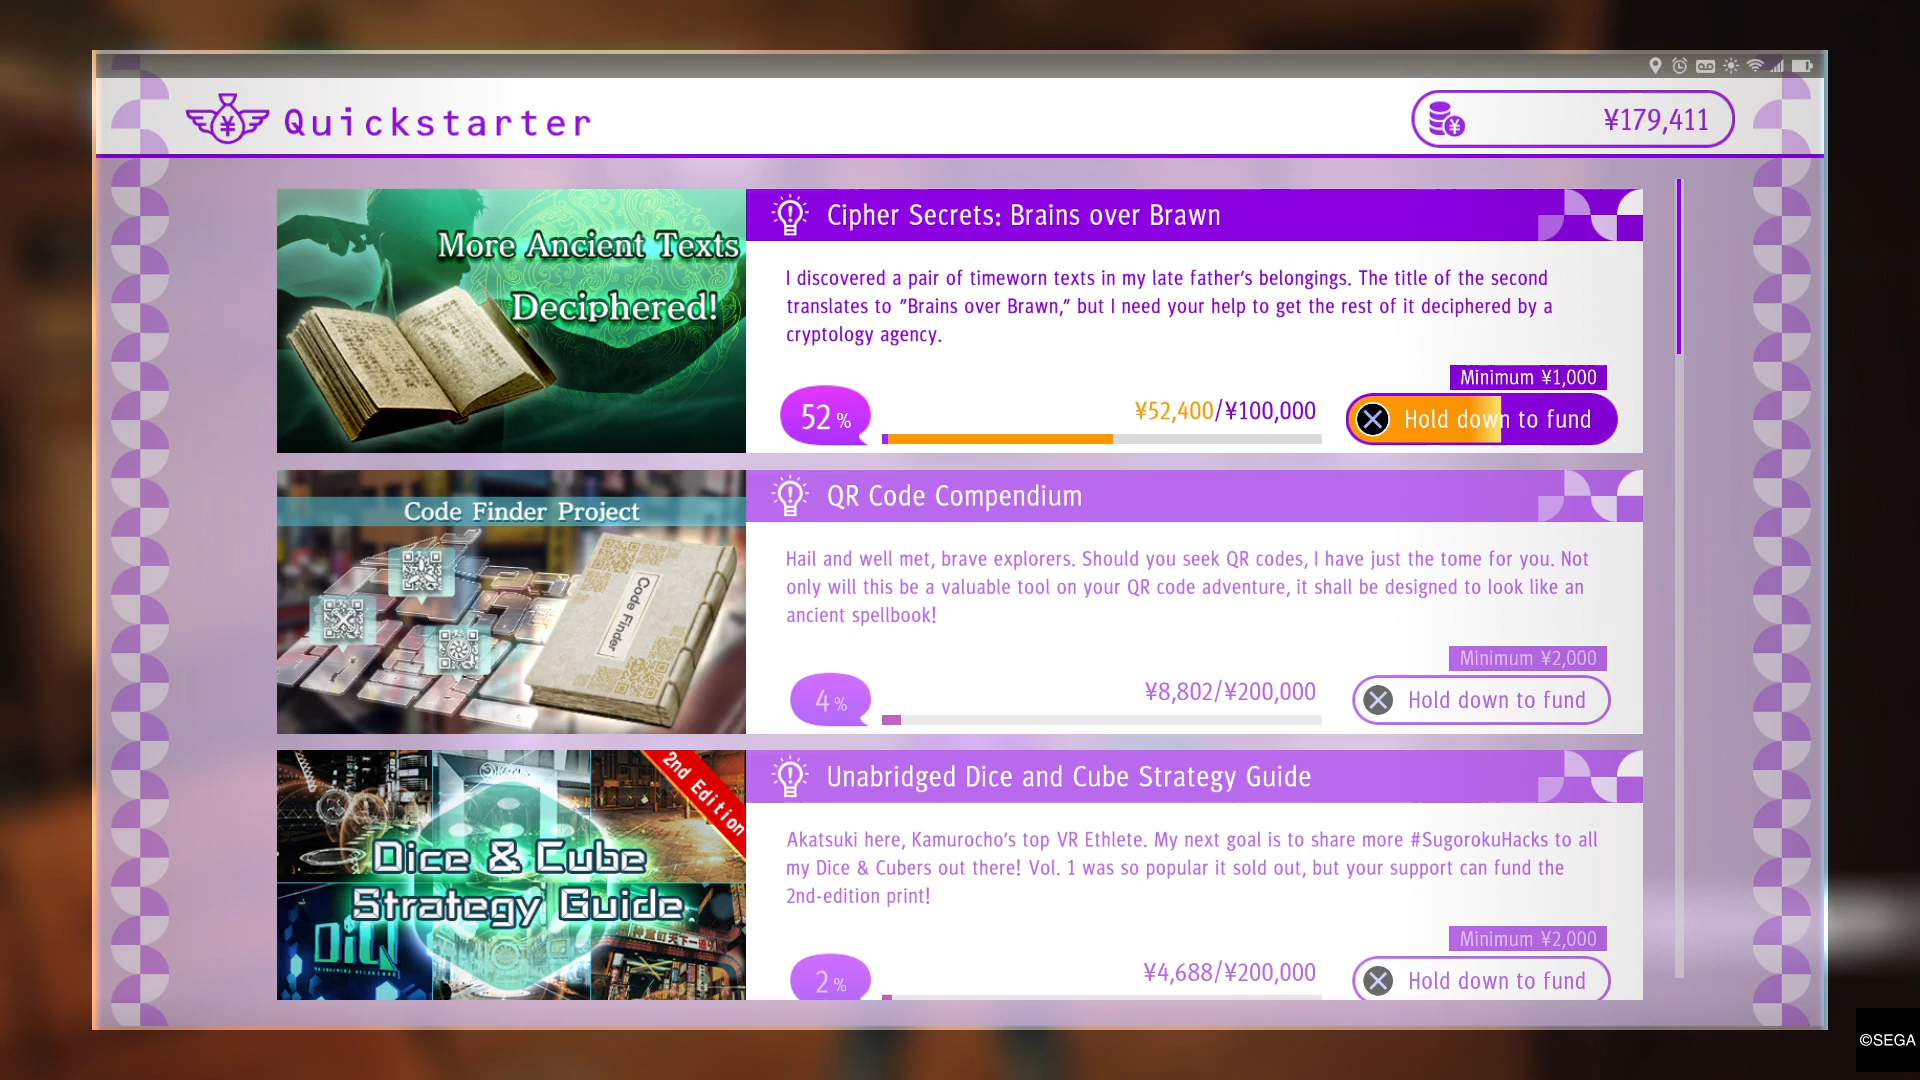 Quickstarter
¥179,411
More Ancient Texts
Deciphered!
Cipher Secrets: Brains over Brawn
I discovered a pair of timeworn texts in my late father's belongings. The title of the second
translates to "Brains over Brawn," but I need your help to get the rest of it deciphered by a
cryptology agency.
Minimum ¥1,000
52%
¥52,400/¥100,000
Hold down to fund
Code Finder Project
Code Finder
QR Code Compendium
Hail and well met, brave explorers. Should you seek QR codes, I have just the tome for you. Not
only will this be a valuable tool on your QR code adventure, it shall be designed to look like an
ancient spellbook!
Minimum ¥2,000
4%
¥8,802/¥200,000
Hold down to fund
2nd Edition
Dice & Cube
Strategy Guide
Unabridged Dice and Cube Strategy Guide
Akatsuki here, Kamurocho's top VR Ethlete. My next goal is to share more #SugorokuHacks to all
my Dice & Cubers out there! Vol. 1 was so popular it sold out, but your support can fund the
2nd-edition print!
Minimum ¥2,000
2%
¥4,688/¥200,000
Hold down to fund
©SEGA